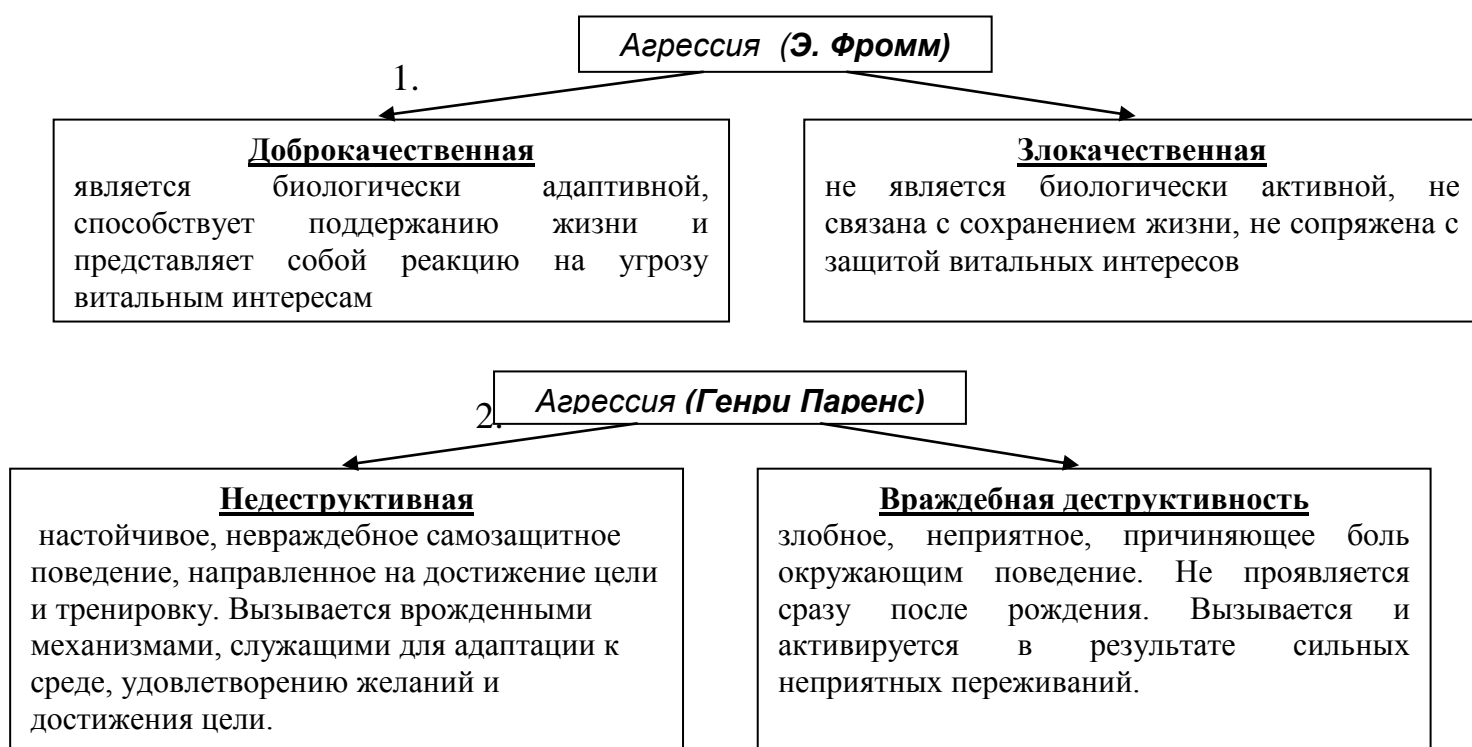 Агрессия (Э. Фромм)
1.
Доброкачественная
является биологически адаптивной,
способствует поддержанию жизни и
представляет собой реакцию на угрозу
витальным интересам
Злокачественная
не является биологически активной, не
связана с сохранением жизни, не сопряжена с
защитой витальных интересов
Агрессия (Генри Паренс)
2.
Недеструктивная
настойчивое, невраждебное самозащитное
поведение, направленное на достижение цели
и тренировку. Вызывается врожденными
механизмами, служащими для адаптации к
среде, удовлетворению желаний и
достижения цели.
Враждебная деструктивность
злобное, неприятное, причиняющее боль
окружающим поведение. Не проявляется
сразу после рождения. Вызывается и
активируется в результате сильных
неприятных переживаний.